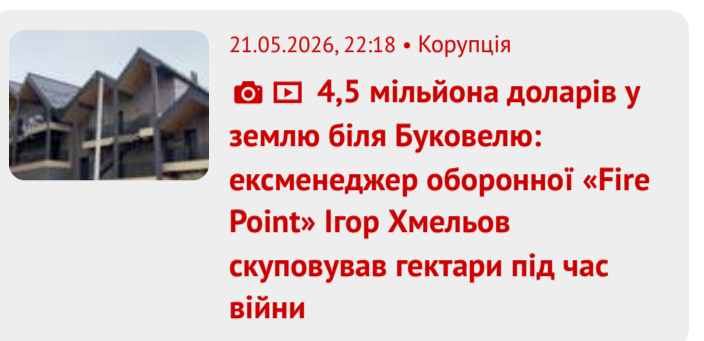 21.05.2026, 22:18 • Корупція
4,5 мільйона доларів у
землю біля Буковелю:
ексменеджер оборонної «Fire
Point» Ігор Хмельов
скуповував гектари під час
війни